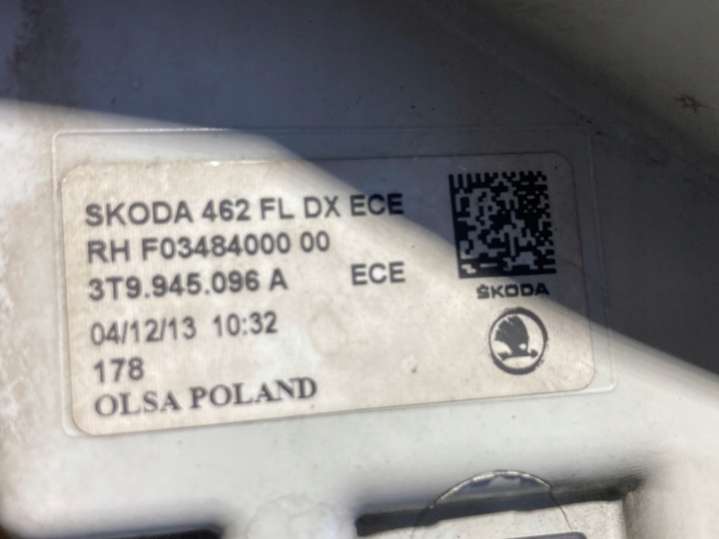 SKODA 462 FL DX ECE
RH F03484000 00
3T9.945.096 A ECE
ŠKODA
04/12/13 10:32
178
OLSA POLAND